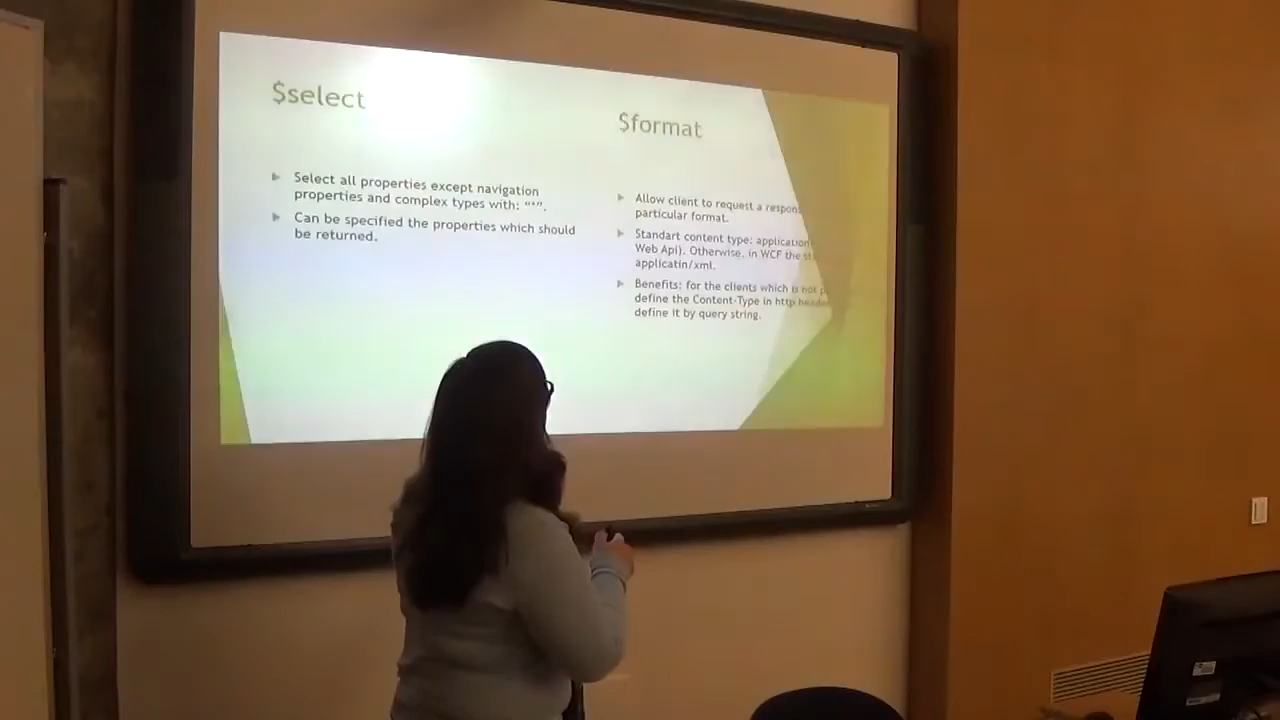 $select
Select all properties except navigation
properties and complex types with: "*".
Can be specified the properties which should
be returned.
$format
Allow client to request a
particular format.
Standart content type:
Web Api). Otherwise, in WCF the
applicatin/xml.
Benefits: for the clients which is not
define the Content-Type in http
define it by query string.